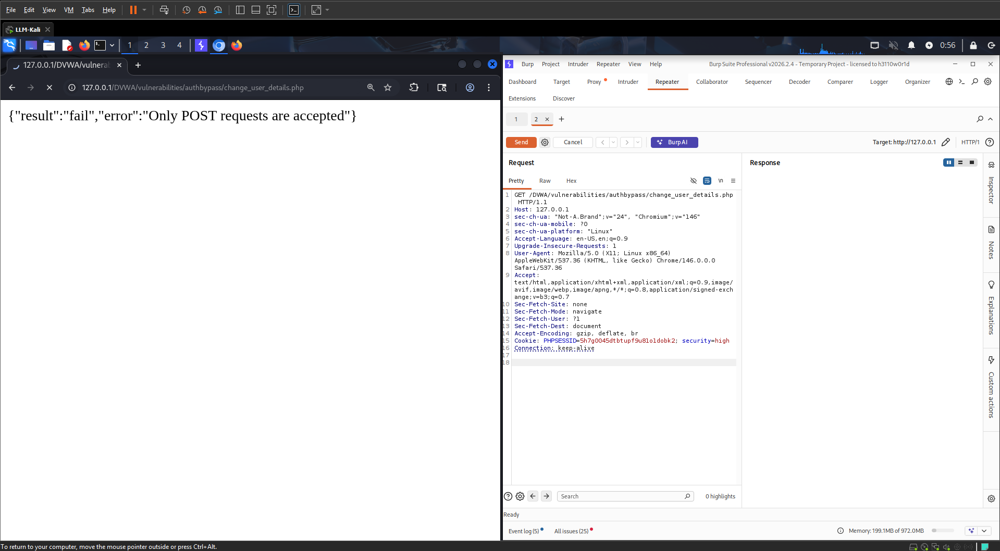 File Edit View VM Tabs Help
LLM-Kali
1 2 3 4
0:56
127.0.0.1/DVWA/vulnera
127.0.0.1/DVWA/vulnerabilities/authbypass/change_user_details.php
{"result":"fail","error":"Only POST requests are accepted"}
Burp Project Intruder Repeater View Help
Burp Suite Professional v2026.2.4 - Temporary Project - licensed to h3110w0r1d
Dashboard Target Proxy Intruder Repeater Collaborator Sequencer Decoder Comparer Logger Organizer
Extensions Discover
1 2
Send Cancel Burp AI Target: http://127.0.0.1 HTTP/1
Request
Pretty Raw Hex \n
1 GET /DVWA/vulnerabilities/authbypass/change_user_details.php
HTTP/1.1
2 Host: 127.0.0.1
3 sec-ch-ua: "Not-A.Brand";v="24", "Chromium";v="146"
4 sec-ch-ua-mobile: ?0
5 sec-ch-ua-platform: "Linux"
6 Accept-Language: en-US,en;q=0.9
7 Upgrade-Insecure-Requests: 1
8 User-Agent: Mozilla/5.0 (X11; Linux x86_64)
AppleWebKit/537.36 (KHTML, like Gecko) Chrome/146.0.0.0
Safari/537.36
9 Accept:
text/html,application/xhtml+xml,application/xml;q=0.9,image/
avif,image/webp,image/apng,*/*;q=0.8,application/signed-exch
ange;v=b3;q=0.7
10 Sec-Fetch-Site: none
11 Sec-Fetch-Mode: navigate
12 Sec-Fetch-User: ?1
13 Sec-Fetch-Dest: document
14 Accept-Encoding: gzip, deflate, br
15 Cookie: PHPSESSID=5h7g0045dtbtupf9u81o1dobk2; security=high
16 Connection: keep-alive
17
18
Search
0 highlights
Response
Inspector
Notes
Explanations
Custom actions
Ready
Event log (5) All issues (25)
Memory: 199.1MB of 972.0MB
To return to your computer, move the mouse pointer outside or press Ctrl+Alt.